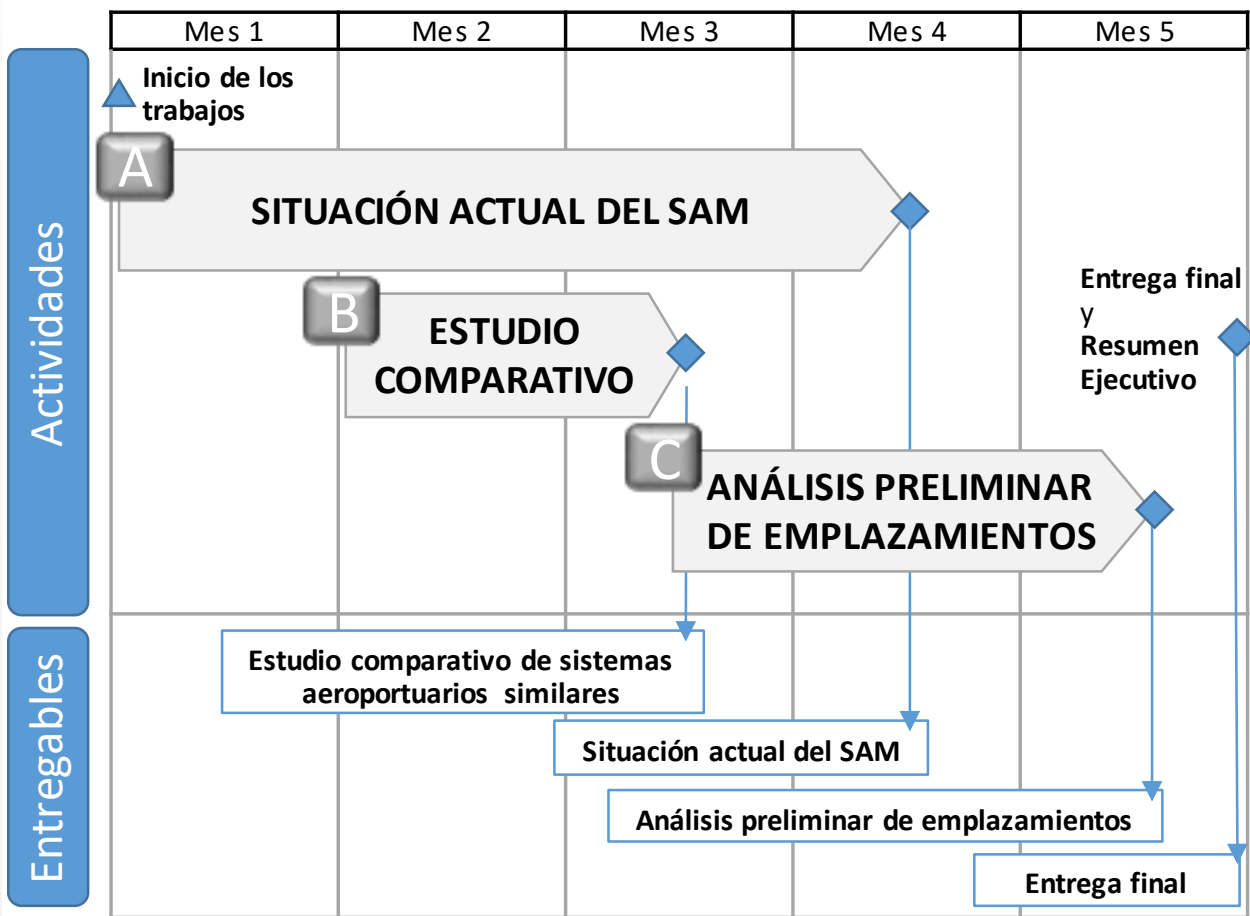 Mes 1
Mes 2
Mes 3
Mes 4
Mes 5
Actividades
Inicio de los
trabajos
A
SITUACIÓN ACTUAL DEL SAM
B
ESTUDIO
COMPARATIVO
Entrega final
y
Resumen
Ejecutivo
C
ANÁLISIS PRELIMINAR
DE EMPLAZAMIENTOS
Entregables
Estudio comparativo de sistemas
aeroportuarios similares
Situación actual del SAM
Análisis preliminar de emplazamientos
Entrega final